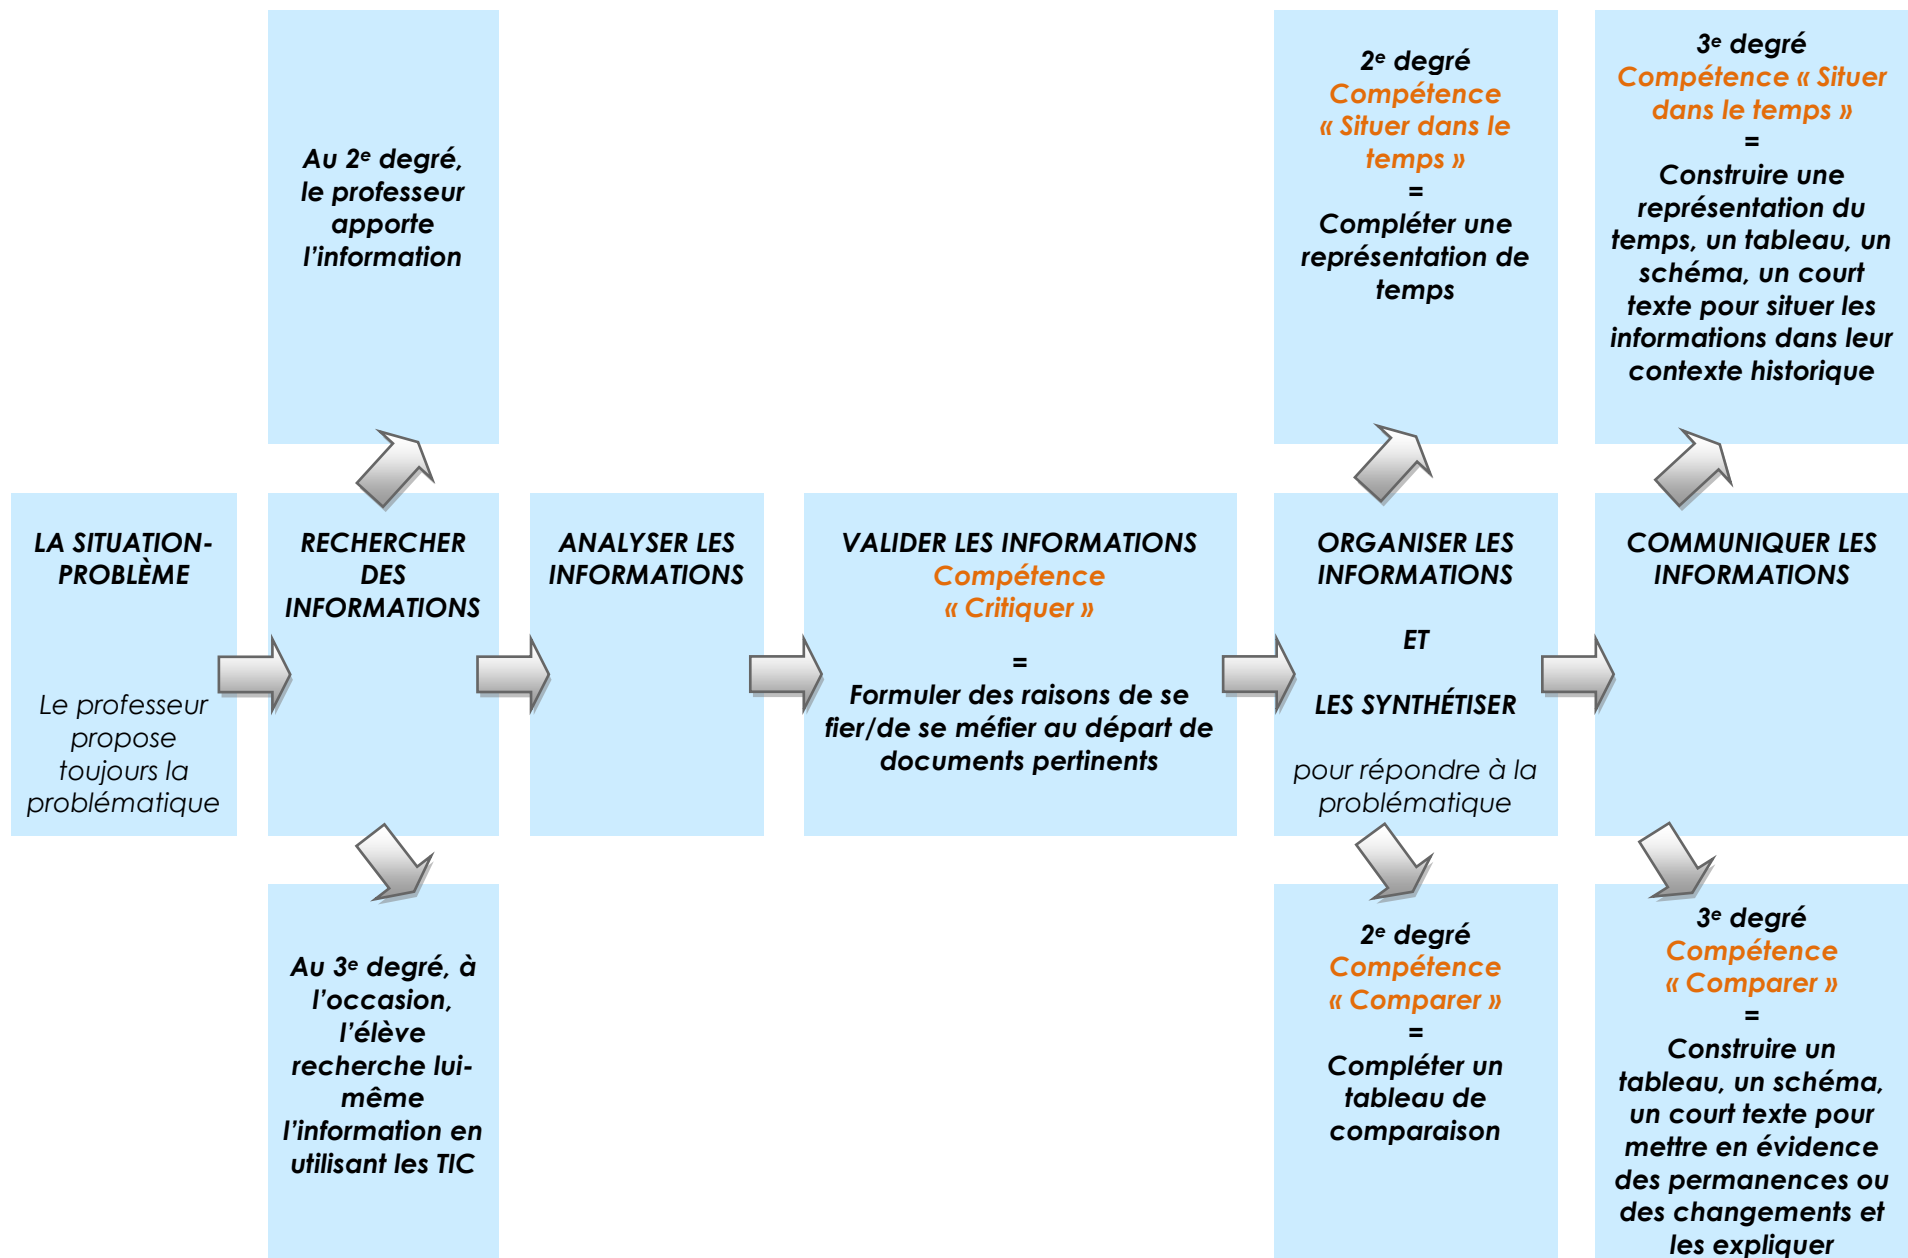 Au 2e degré,
le professeur
apporte
l’information
2e degré
Compétence
« Situer dans le
temps »
=
Compléter une
représentation de
temps
3e degré
Compétence « Situer
dans le temps »
=
Construire une
représentation du
temps, un tableau, un
schéma, un court
texte pour situer les
informations dans leur
contexte historique
LA SITUATION-
PROBLÈME
Le professeur
propose
toujours la
problématique
RECHERCHER
DES
INFORMATIONS
ANALYSER LES
INFORMATIONS
VALIDER LES INFORMATIONS
Compétence
« Critiquer »
=
Formuler des raisons de se
fier/de se méfier au départ de
documents pertinents
ORGANISER LES
INFORMATIONS
ET
LES SYNTHÉTISER
pour répondre à la
problématique
COMMUNIQUER LES
INFORMATIONS
Au 3e degré, à
l’occasion,
l’élève
recherche lui-
même
l’information en
utilisant les TIC
2e degré
Compétence
« Comparer »
=
Compléter un
tableau de
comparaison
3e degré
Compétence
« Comparer »
=
Construire un
tableau, un schéma,
un court texte pour
mettre en évidence
des permanences ou
des changements et
les expliquer